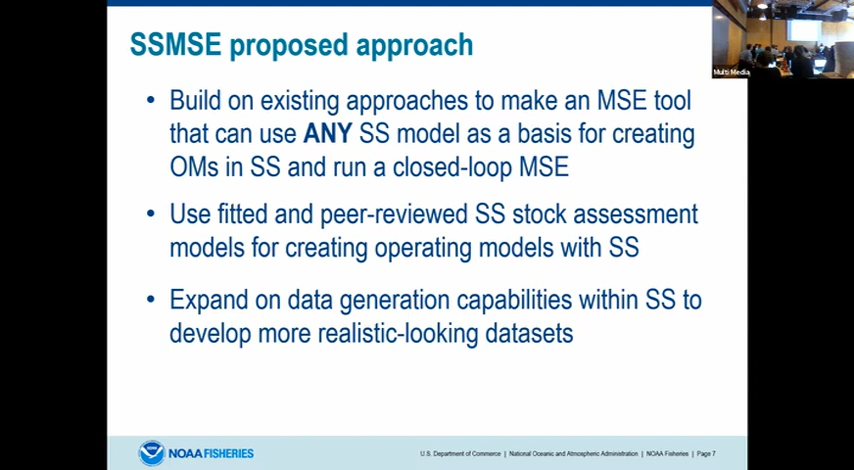 SSMSE proposed approach
• Build on existing approaches to make an MSE tool
that can use ANY SS model as a basis for creating
OMs in SS and run a closed-loop MSE
• Use fitted and peer-reviewed SS stock assessment
models for creating operating models with SS
• Expand on data generation capabilities within SS to
develop more realistic-looking datasets
Multi Media
NOAA FISHERIES
U.S. Department of Commerce | National Oceanic and Atmospheric Administration | NOAA Fisheries | Page 7